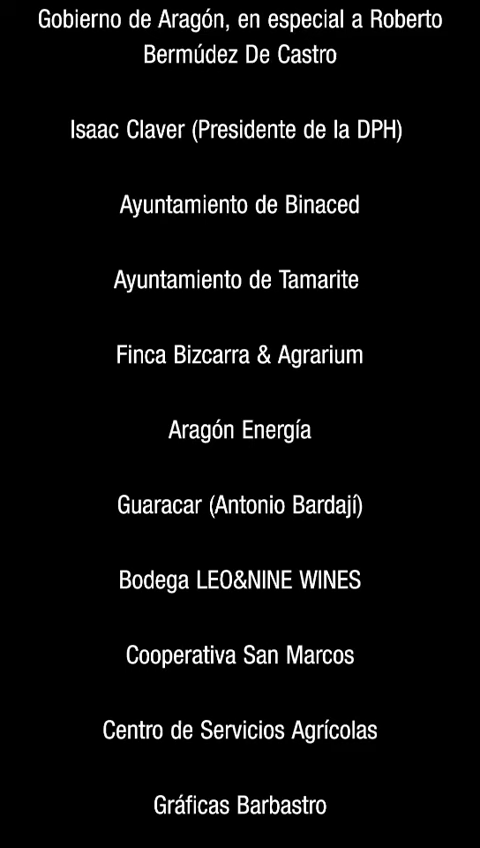 Gobierno de Aragón, en especial a Roberto
Bermúdez De Castro
Isaac Claver (Presidente de la DPH)
Ayuntamiento de Binaced
Ayuntamiento de Tamarite
Finca Bizcarra & Agrarium
Aragón Energía
Guaracar (Antonio Bardají)
Bodega LEO&NINE WINES
Cooperativa San Marcos
Centro de Servicios Agrícolas
Gráficas Barbastro